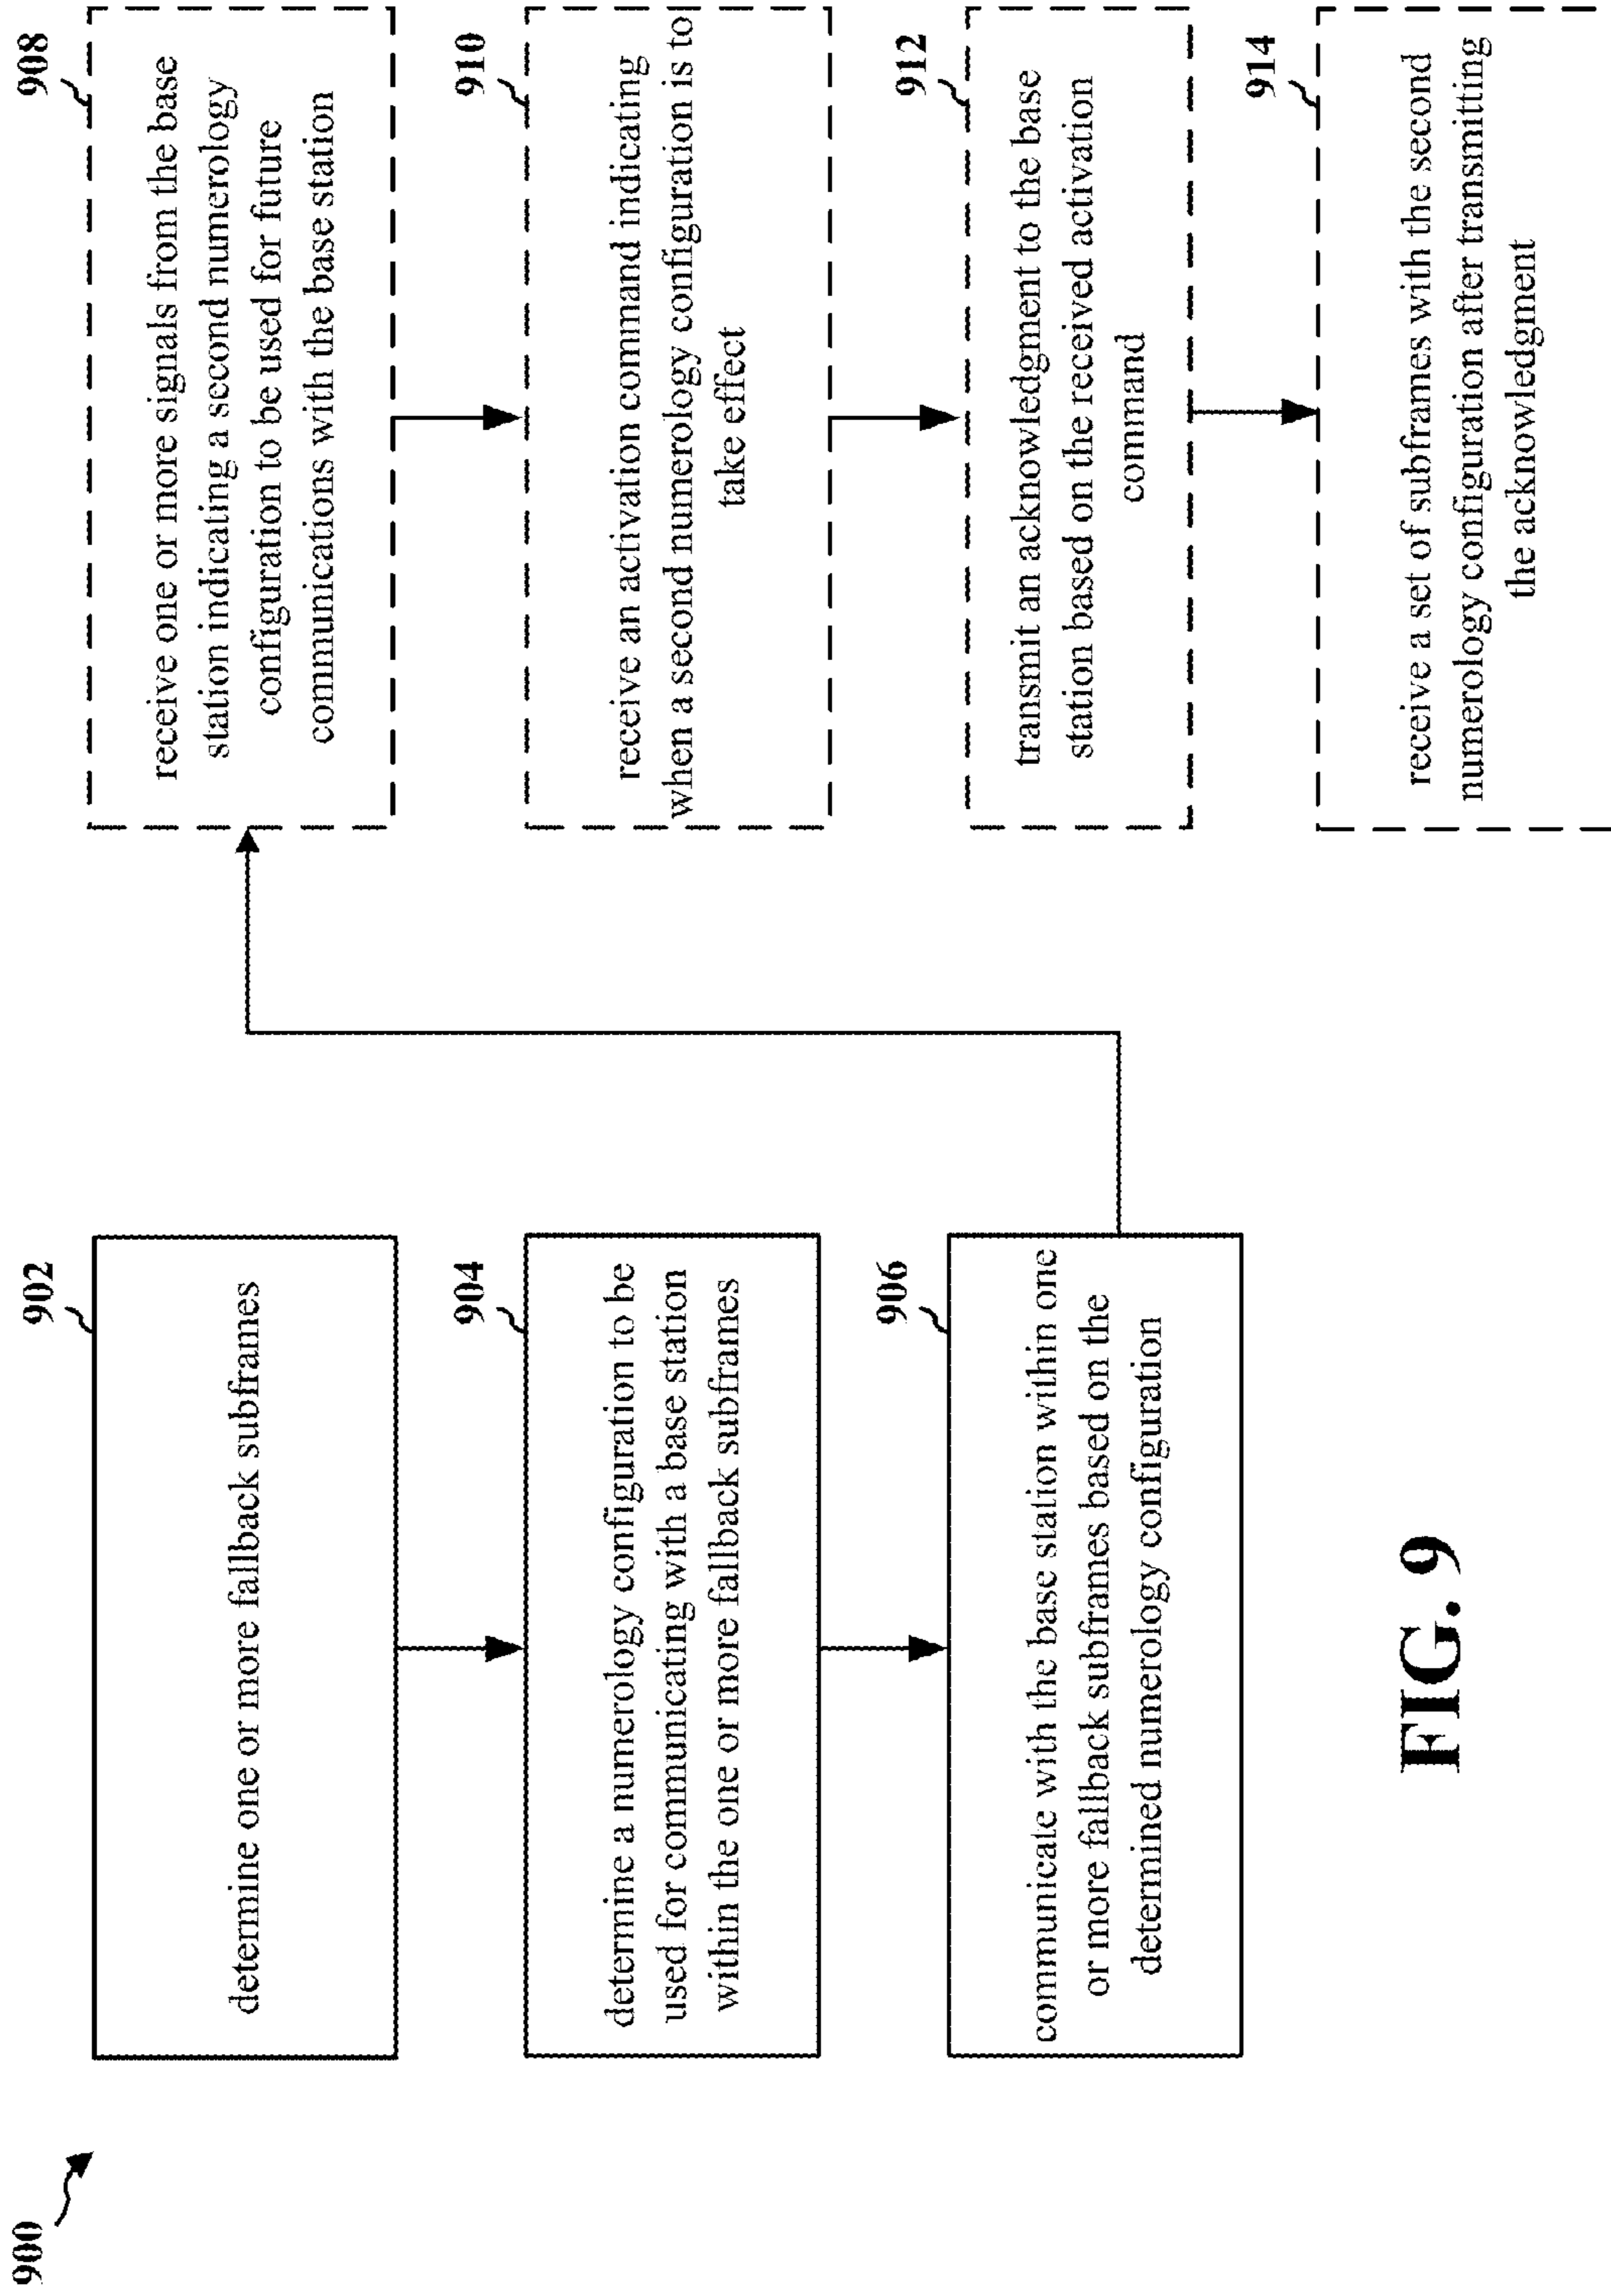 900
902
determine one or more fallback subframes
904
determine a numerology configuration to be
used for communicating with a base station
within the one or more fallback subframes
906
communicate with the base station within one
or more fallback subframes based on the
determined numerology configuration
908
receive one or more signals from the base
station indicating a second numerology
configuration to be used for future
communications with the base station
910
receive an activation command indicating
when a second numerology configuration is to
take effect
912
transmit an acknowledgment to the base
station based on the received activation
command
914
receive a set of subframes with the second
numerology configuration after transmitting
the acknowledgment
FIG. 9